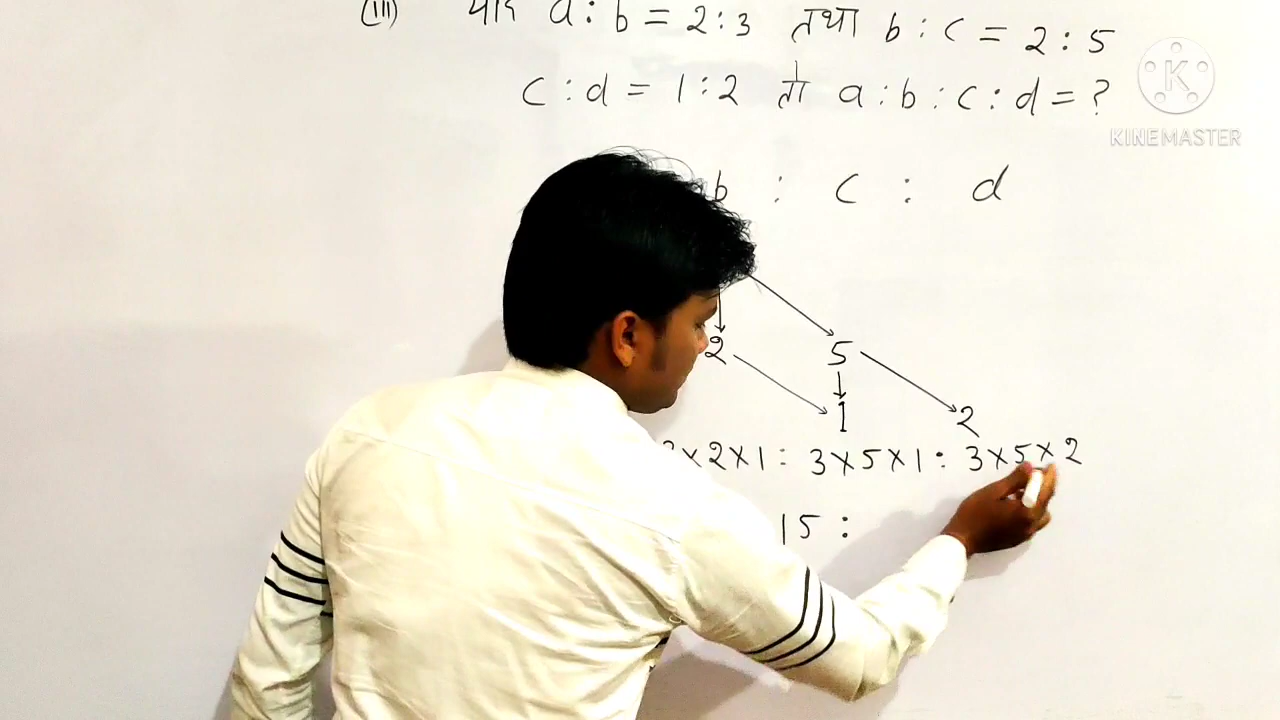 (iii) यदि a : b = 2 : 3 तथा b : c = 2 : 5
c : d = 1 : 2 तो a : b : c : d = ?
b : c : d
2 5
1 2
×2×1 : 3×5×1 : 3×5×2
15 :
KINEMASTER